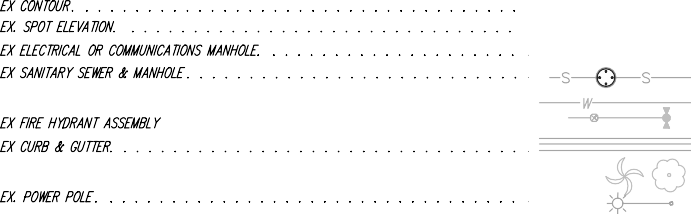 EX CONTOUR. . . . . . . . . . . . . . . . . . . . . . . . . . . . . .
EX. SPOT ELEVATION. . . . . . . . . . . . . . . . . . . . . . . . . .
EX ELECTRICAL OR COMMUNICATIONS MANHOLE. . . . . . . . . . . . . . . . . .
EX SANITARY SEWER & MANHOLE. . . . . . . . . . . . . . . . . . . . . . . S S
W
EX FIRE HYDRANT ASSEMBLY
EX CURB & GUTTER. . . . . . . . . . . . . . . . . . . . . . . . . . . .
EX. POWER POLE. . . . . . . . . . . . . . . . . . . . . . . . . . . . .